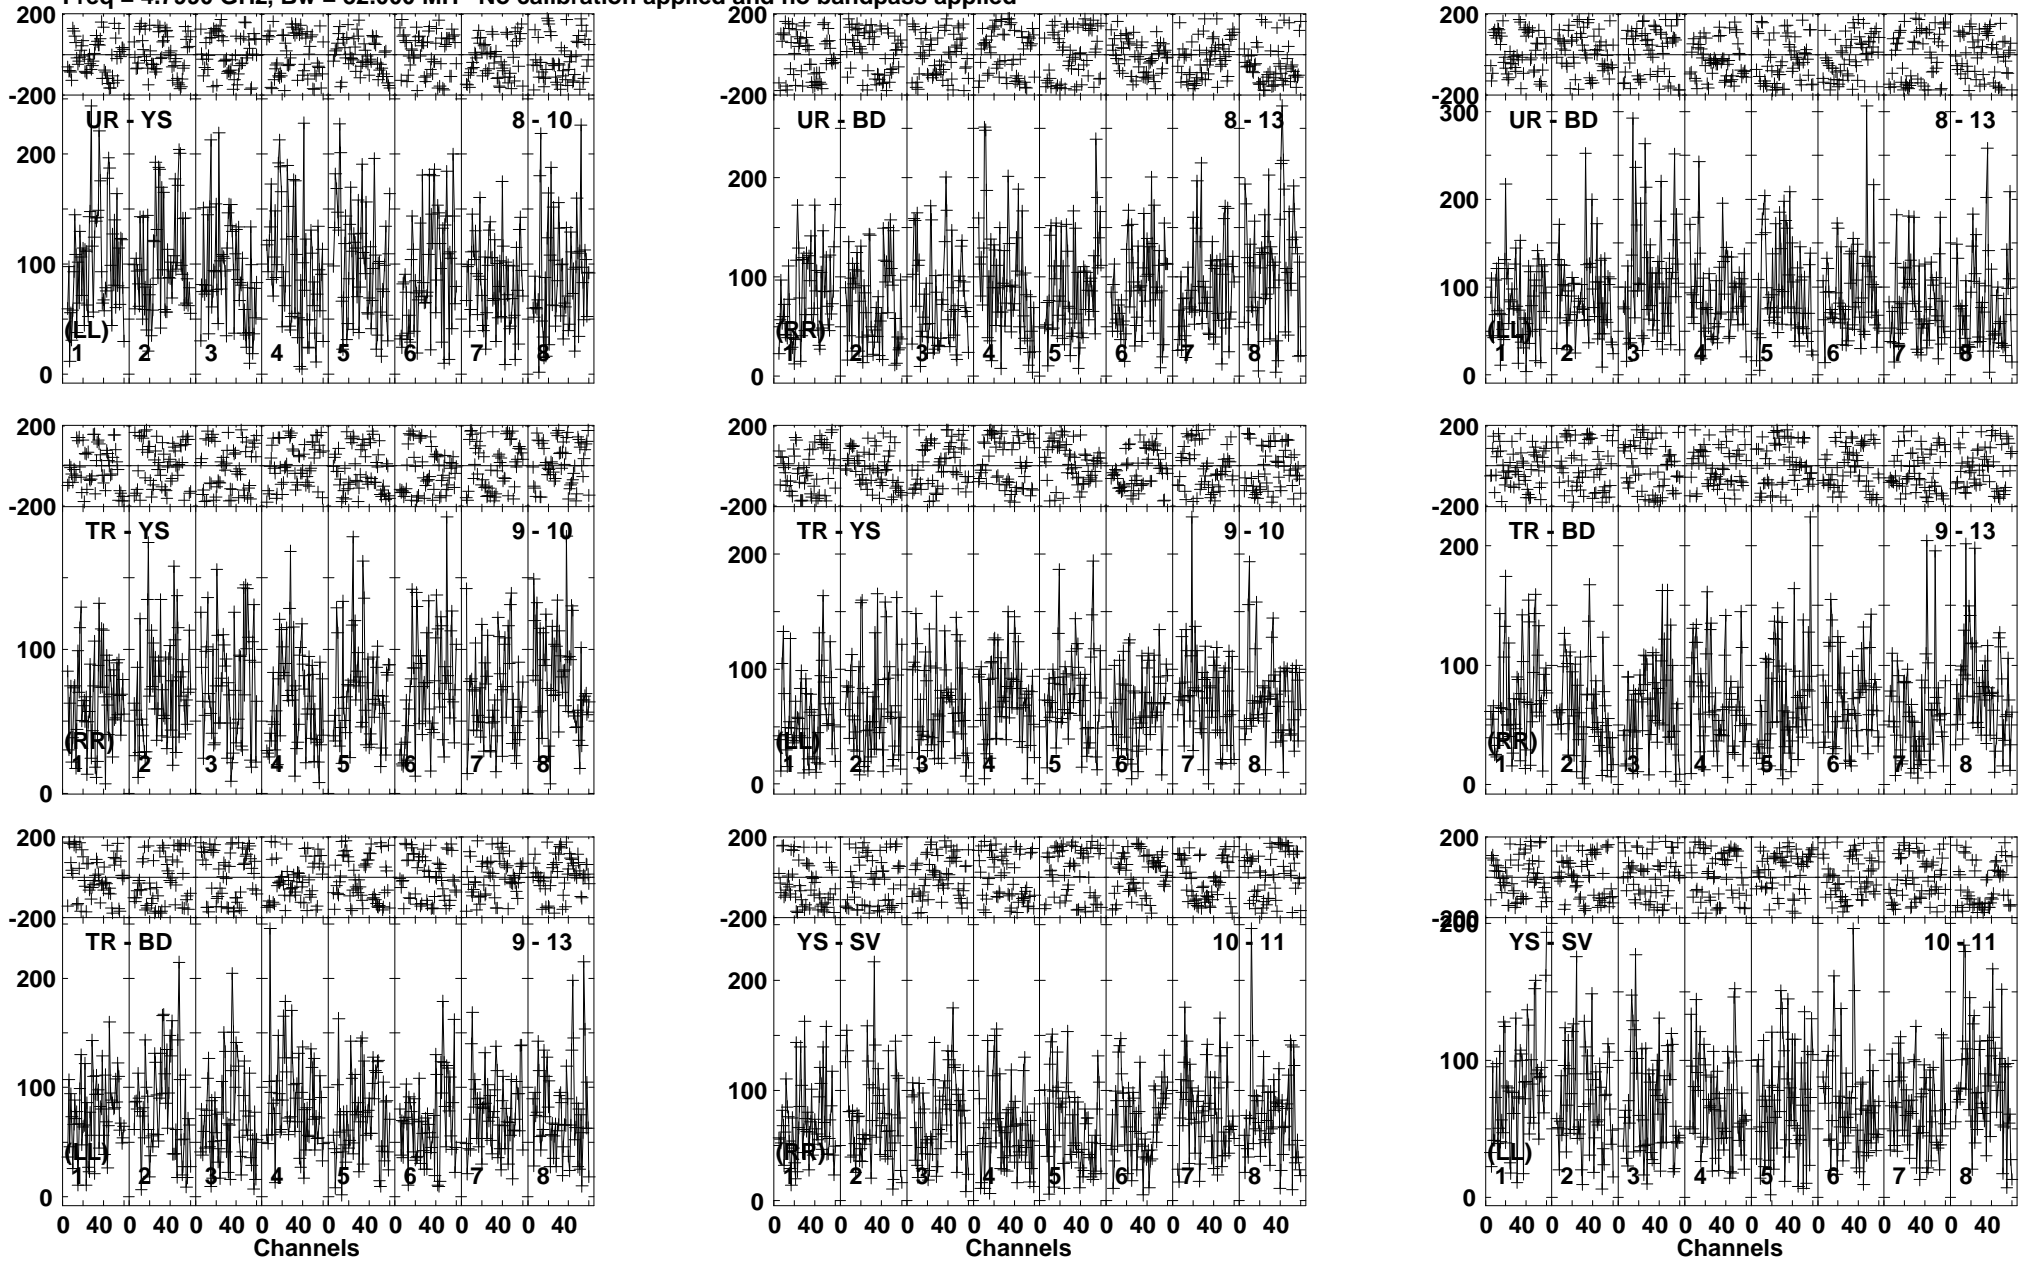 Freq = 4.7990 GHz, Bw = 32.000 MH No calibration applied and no bandpass applied
200 200 200
-200 -200 -200
UR - YS 8 - 10 UR - BD 8 - 13 UR - BD 8 - 13
300
200 200 200
100 100 100
(LL) (RR) (LL)
1 2 3 4 5 6 7 8 1 2 3 4 5 6 7 8 1 2 3 4 5 6 7 8
0 0 0
200 200 200
-200 -200 -200
TR - YS 9 - 10 TR - YS 9 - 10 TR - BD 9 - 13
200 200
100 100 100
(RR) (LL) (RR)
1 2 3 4 5 6 7 8 1 2 3 4 5 6 7 8 1 2 3 4 5 6 7 8
0 0 0
200 200 200
-200 -200 -200
200
TR - BD 9 - 13 YS - SV 10 - 11 YS - SV 10 - 11
200 200
100 100 100
(LL) (RR) (LL)
1 2 3 4 5 6 7 8 1 2 3 4 5 6 7 8 1 2 3 4 5 6 7 8
0 0 0
0 40 0 40 0 40 0 40 0 40 0 40 0 40 0 40 0 40 0 40 0 40 0 40 0 40 0 40 0 40 0 40 0 40 0 40 0 40 0 40 0 40 0 40 0 40 0 40
Channels Channels Channels